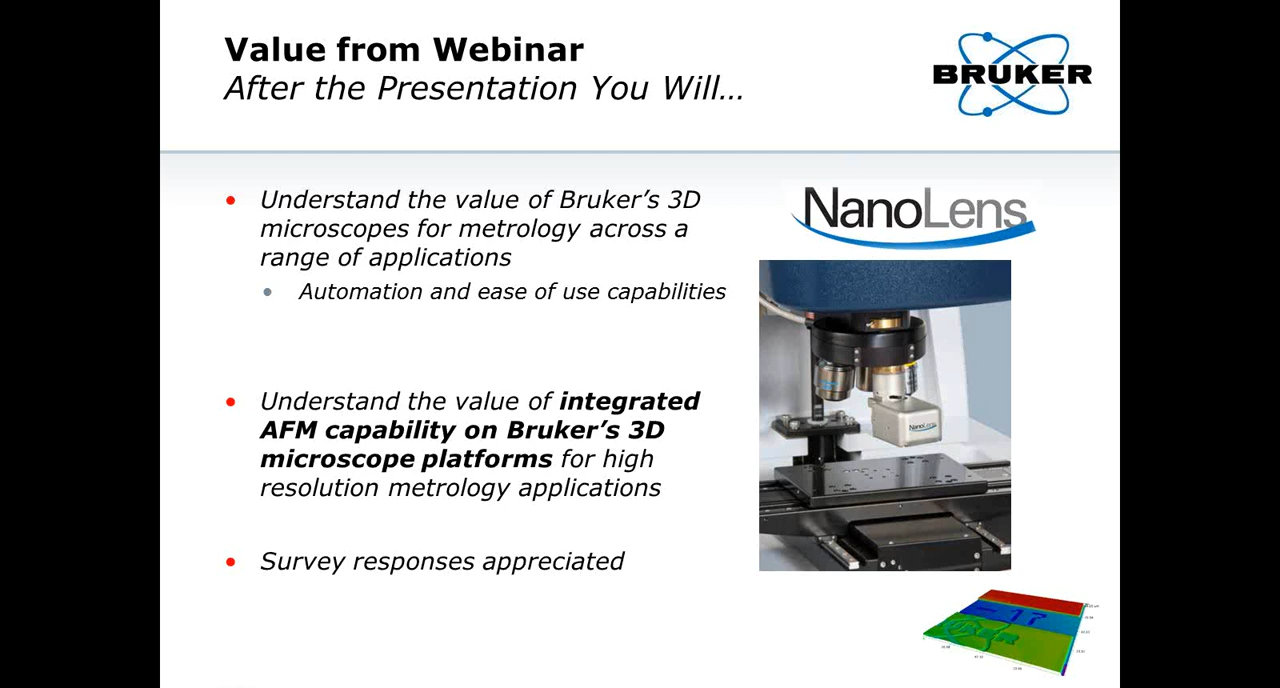 Value from Webinar
After the Presentation You Will…
BRUKER
• Understand the value of Bruker’s 3D
microscopes for metrology across a
range of applications
• Automation and ease of use capabilities
NanoLens
NanoLens
• Understand the value of integrated
AFM capability on Bruker’s 3D
microscope platforms for high
resolution metrology applications
• Survey responses appreciated